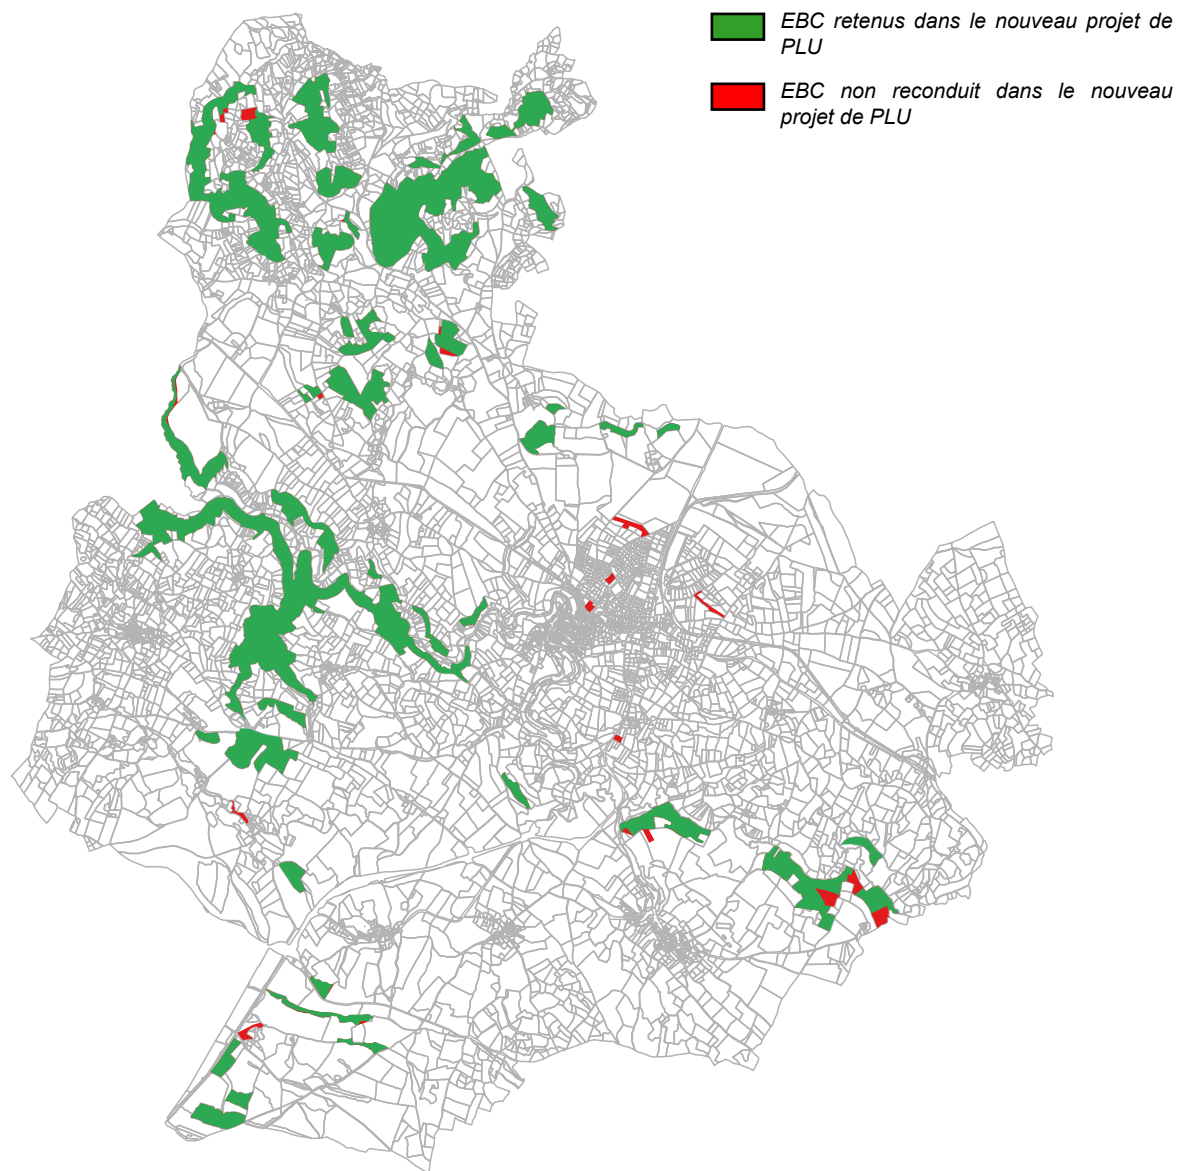 EBC retenus dans le nouveau projet de
PLU
EBC non reconduit dans le nouveau
projet de PLU